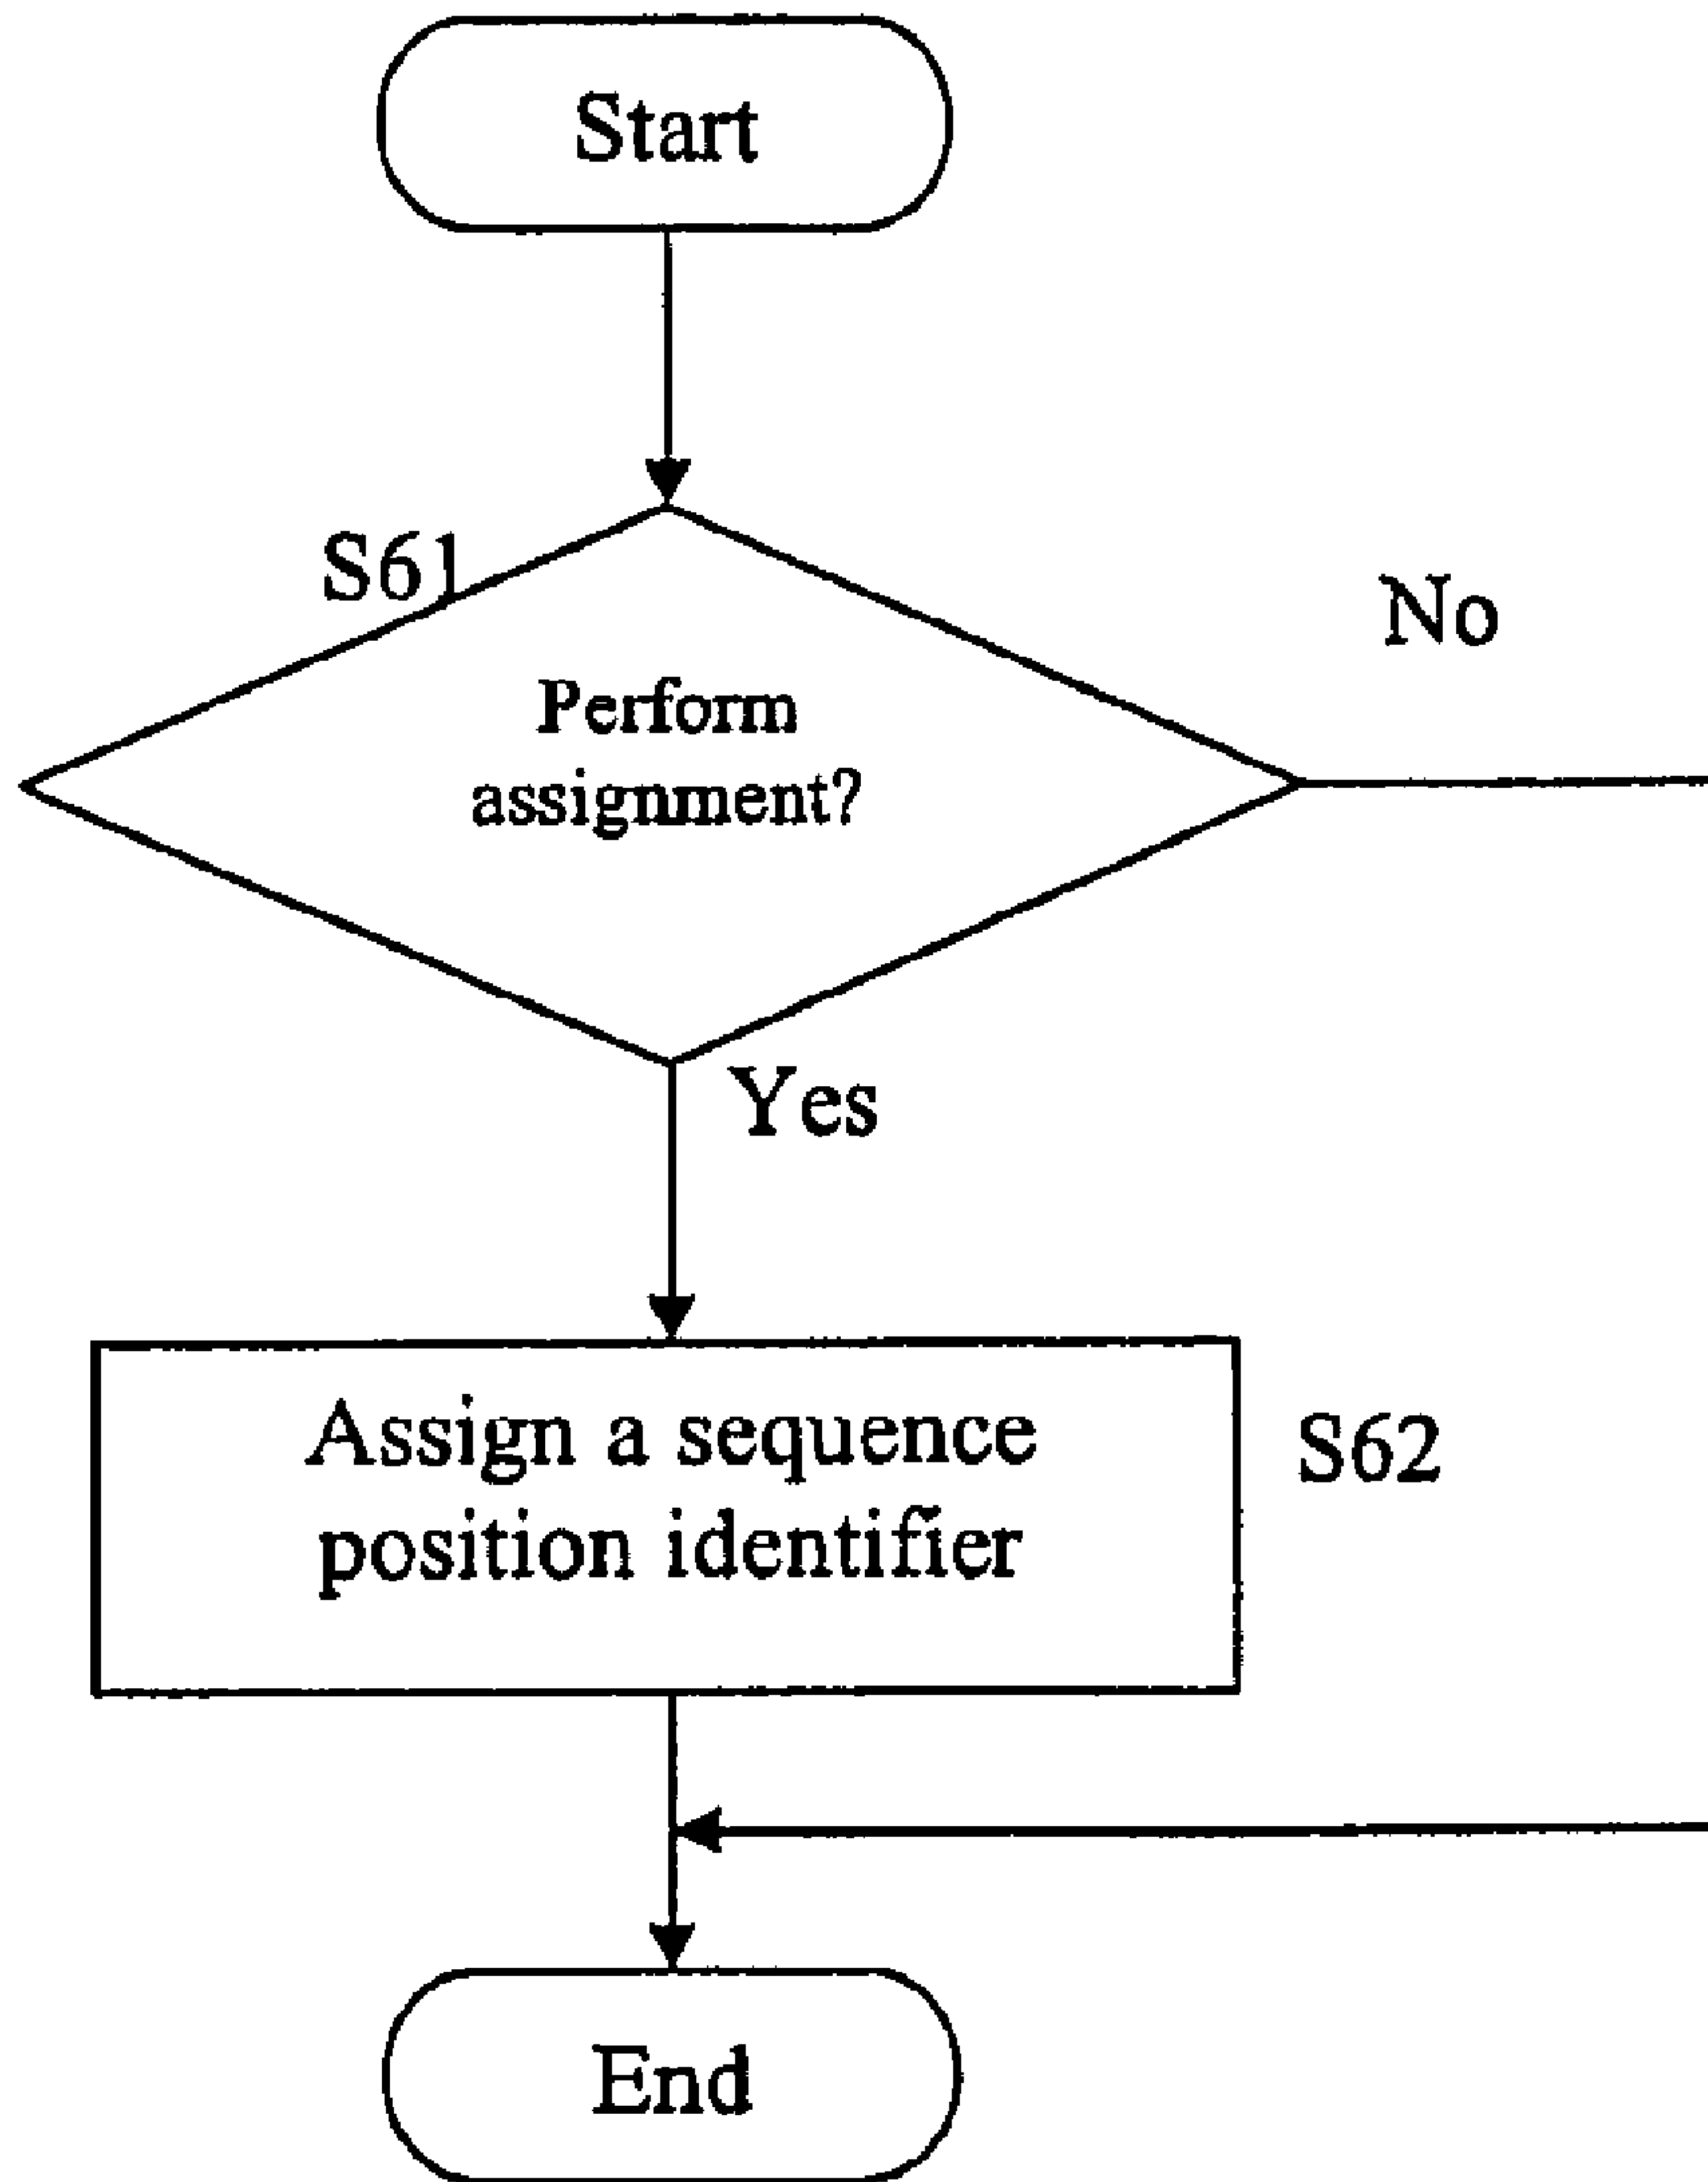 Start
S61
No
Perform
assignment?
Yes
Assign a sequence
position identifier
S62
End